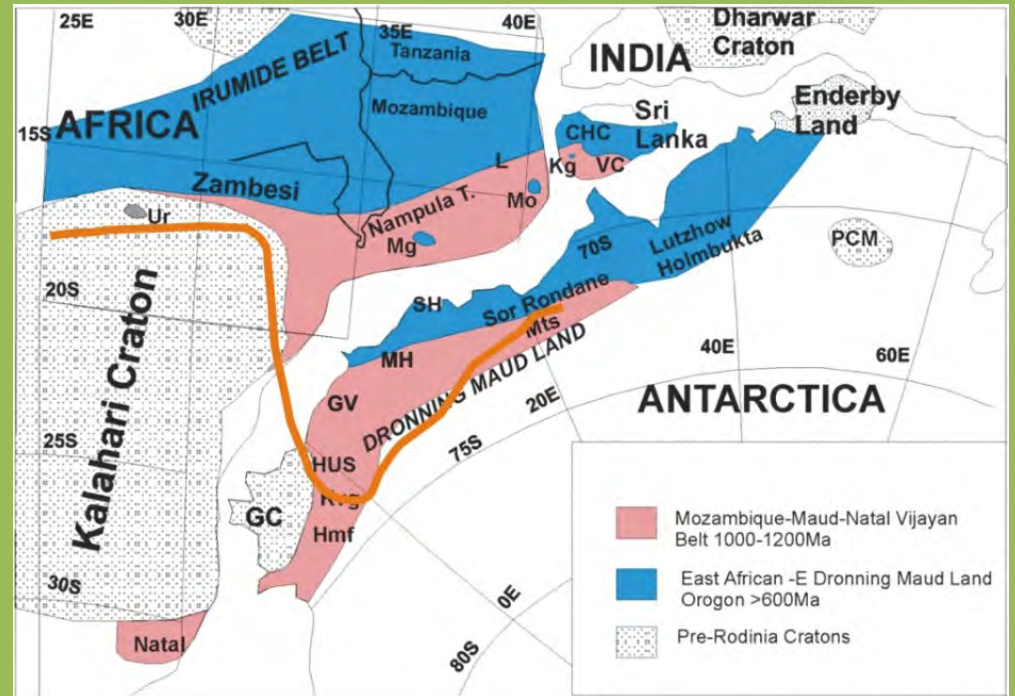 25E
30E
35E
40E
Dharwar
Craton
INDIA
Tanzania
IRUMIDE BELT
Mozambique
Enderby
Land
Sri
Lanka
15S
AFRICA
CHC
L
Kg
VC
Zambesi
Mo
Nampula T.
Ur
Mg
Lutzhow
Holmbukta
PCM
70S
20S
SH
Sor Rondane
Mts
Kalahari Craton
MH
DRONNING MAUD LAND
40E
60E
GV
20E
ANTARCTICA
25S
75S
HUS
GC
Hmf
Mozambique-Maud-Natal Vijayan
Belt 1000-1200Ma
East African -E Dronning Maud Land
Orogon >600Ma
30S
0E
Pre-Rodinia Cratons
Natal
80S